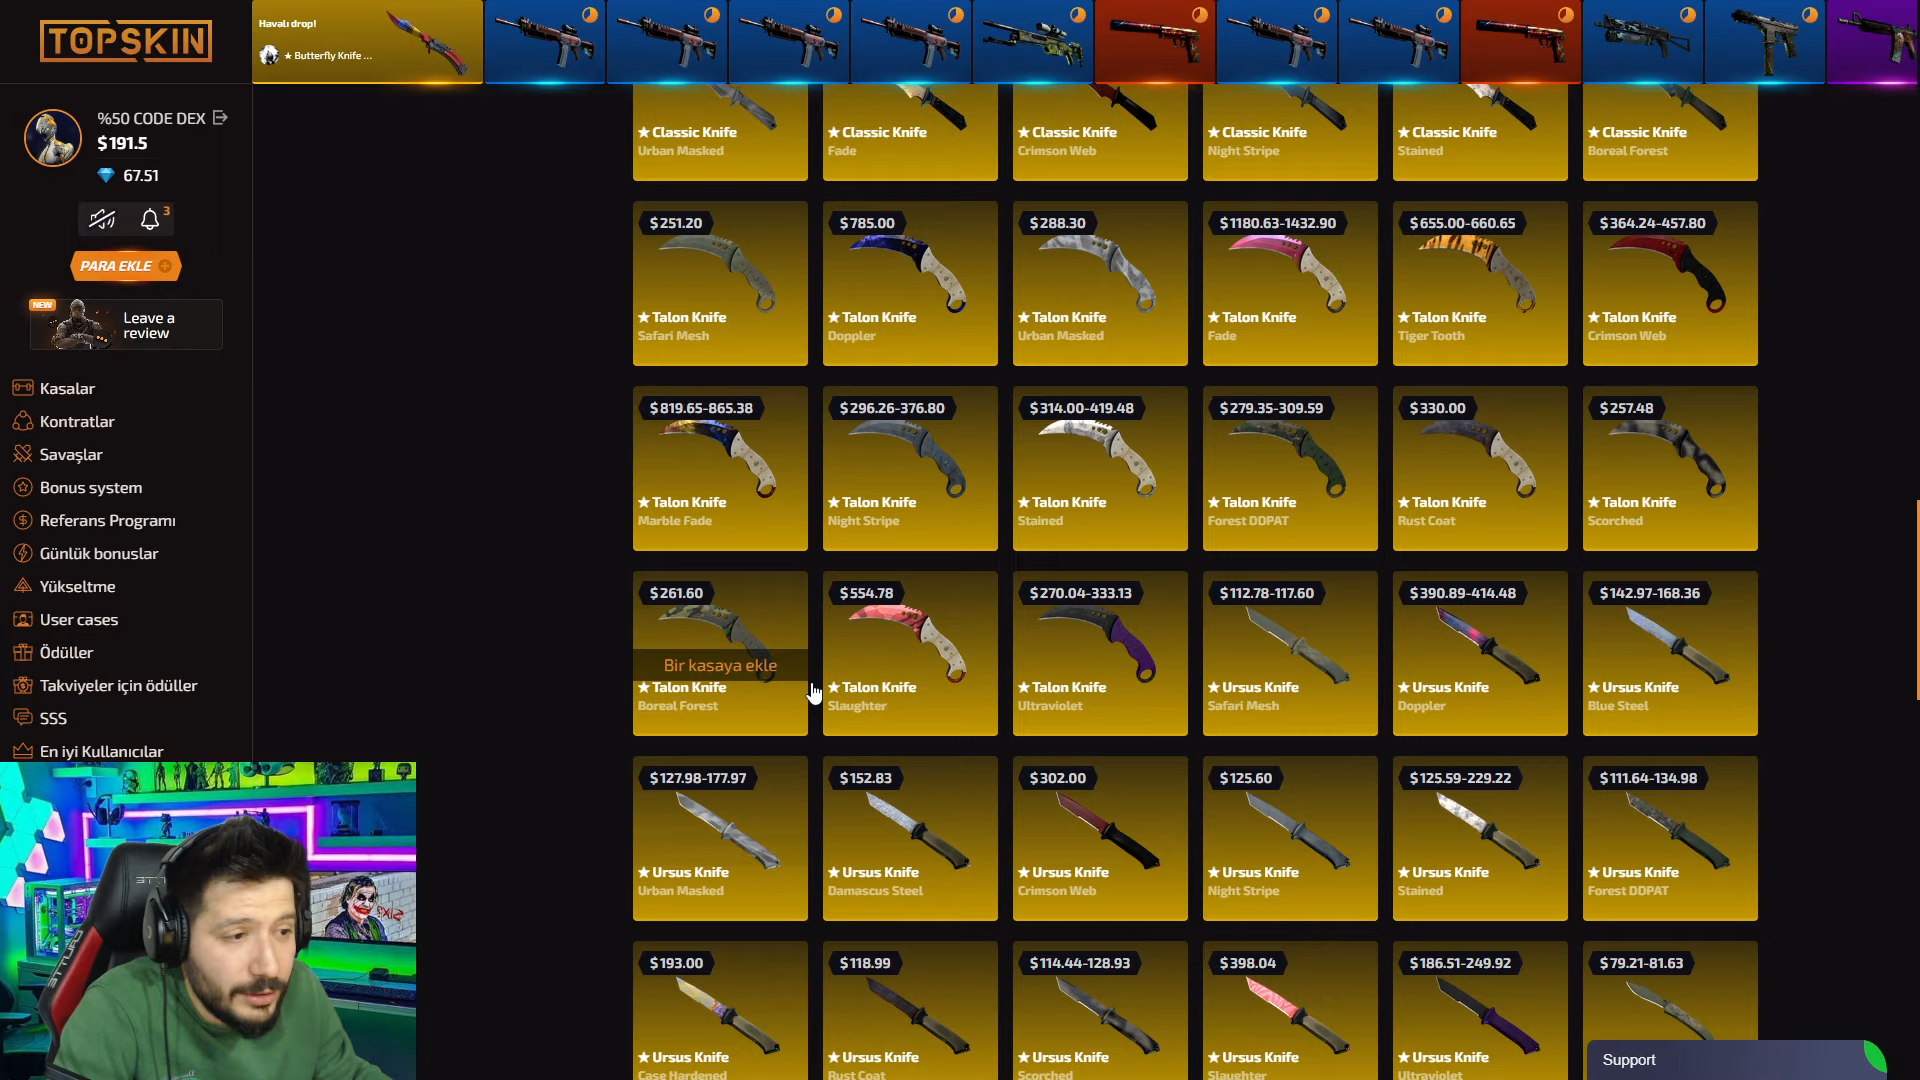 TOPSKIN
Havalı drop!
★ Butterfly Knife ...
%50 CODE DEX
$191.5
67.51
3
PARA EKLE
NEW
Leave a
review
Kasalar
Kontratlar
Savaşlar
Bonus system
Referans Programı
Günlük bonuslar
Yükseltme
User cases
Ödüller
Takviyeler için ödüller
SSS
En iyi Kullanıcılar
★ Classic Knife
Urban Masked
★ Classic Knife
Fade
★ Classic Knife
Crimson Web
★ Classic Knife
Night Stripe
★ Classic Knife
Stained
★ Classic Knife
Boreal Forest
$251.20
★ Talon Knife
Safari Mesh
$785.00
★ Talon Knife
Doppler
$288.30
★ Talon Knife
Urban Masked
$1180.63-1432.90
★ Talon Knife
Fade
$655.00-660.65
★ Talon Knife
Tiger Tooth
$364.24-457.80
★ Talon Knife
Crimson Web
$819.65-865.38
★ Talon Knife
Marble Fade
$296.26-376.80
★ Talon Knife
Night Stripe
$314.00-419.48
★ Talon Knife
Stained
$279.35-309.59
★ Talon Knife
Forest DDPAT
$330.00
★ Talon Knife
Rust Coat
$257.48
★ Talon Knife
Scorched
$261.60
Bir kasaya ekle
★ Talon Knife
Boreal Forest
$554.78
★ Talon Knife
Slaughter
$270.04-333.13
★ Talon Knife
Ultraviolet
$112.78-117.60
★ Ursus Knife
Safari Mesh
$390.89-414.48
★ Ursus Knife
Doppler
$142.97-168.36
★ Ursus Knife
Blue Steel
$127.98-177.97
★ Ursus Knife
Urban Masked
$152.83
★ Ursus Knife
Damascus Steel
$302.00
★ Ursus Knife
Crimson Web
$125.60
★ Ursus Knife
Night Stripe
$125.59-229.22
★ Ursus Knife
Stained
$111.64-134.98
★ Ursus Knife
Forest DDPAT
$193.00
★ Ursus Knife
Case Hardened
$118.99
★ Ursus Knife
Rust Coat
$114.44-128.93
★ Ursus Knife
Scorched
$398.04
★ Ursus Knife
Slaughter
$186.51-249.92
★ Ursus Knife
Ultraviolet
$79.21-81.63
Support